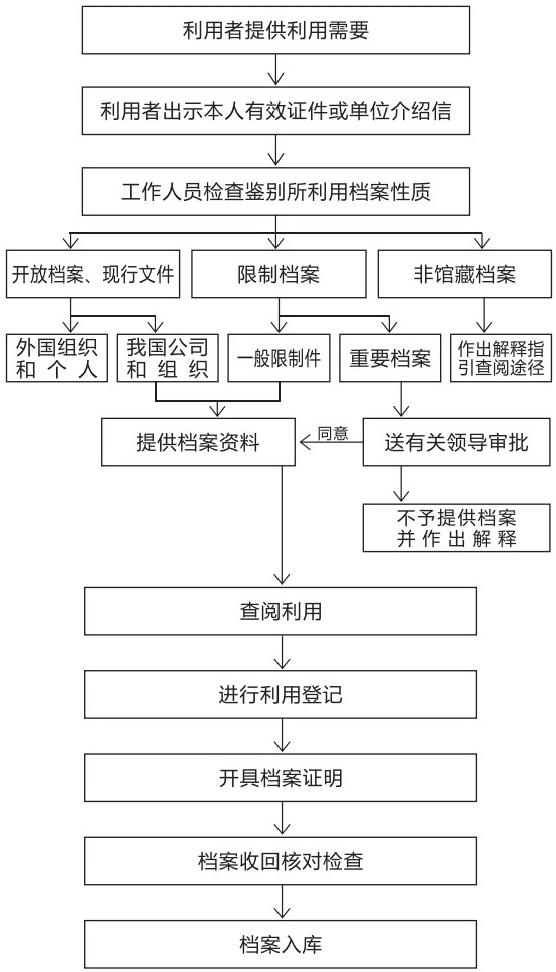 利用者提供利用需要
利用者出示本人有效证件或单位介绍信
工作人员检查鉴别所利用档案性质
开放档案、现行文件
限制档案
非馆藏档案
外国组织
和个人
我国公司
和组织
一般限制件
重要档案
作出解释指
引查阅途径
提供档案资料
同意
送有关领导审批
不予提供档案
并作出解释
查阅利用
进行利用登记
开具档案证明
档案收回核对检查
档案入库